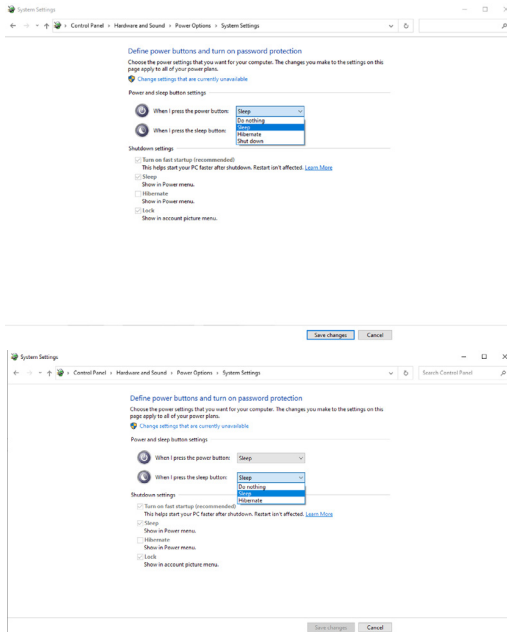 System Settings
Control Panel > Hardware and Sound > Power Options > System Settings
Define power buttons and turn on password protection
Choose the power settings that you want for your computer. The changes you make to the settings on this
page apply to all of your power plans.
Change settings that are currently unavailable
Power and sleep button settings
When I press the power button: Sleep
Do nothing
Sleep
When I press the sleep button:
Hibernate
Shut down
Shutdown settings
Turn on fast startup (recommended)
This helps start your PC faster after shutdown. Restart isn't affected. Learn More
Sleep
Show in Power menu.
Hibernate
Show in Power menu.
Lock
Show in account picture menu.
Save changes Cancel
System Settings
Control Panel > Hardware and Sound > Power Options > System Settings Search Control Panel
Define power buttons and turn on password protection
Choose the power settings that you want for your computer. The changes you make to the settings on this
page apply to all of your power plans.
Change settings that are currently unavailable
Power and sleep button settings
When I press the power button: Sleep
When I press the sleep button: Sleep
Do nothing
Sleep
Hibernate
Shutdown settings
Turn on fast startup (recommended)
This helps start your PC faster after shutdown. Restart isn't affected. Learn More
Sleep
Show in Power menu.
Hibernate
Show in Power menu.
Lock
Show in account picture menu.
Save changes Cancel